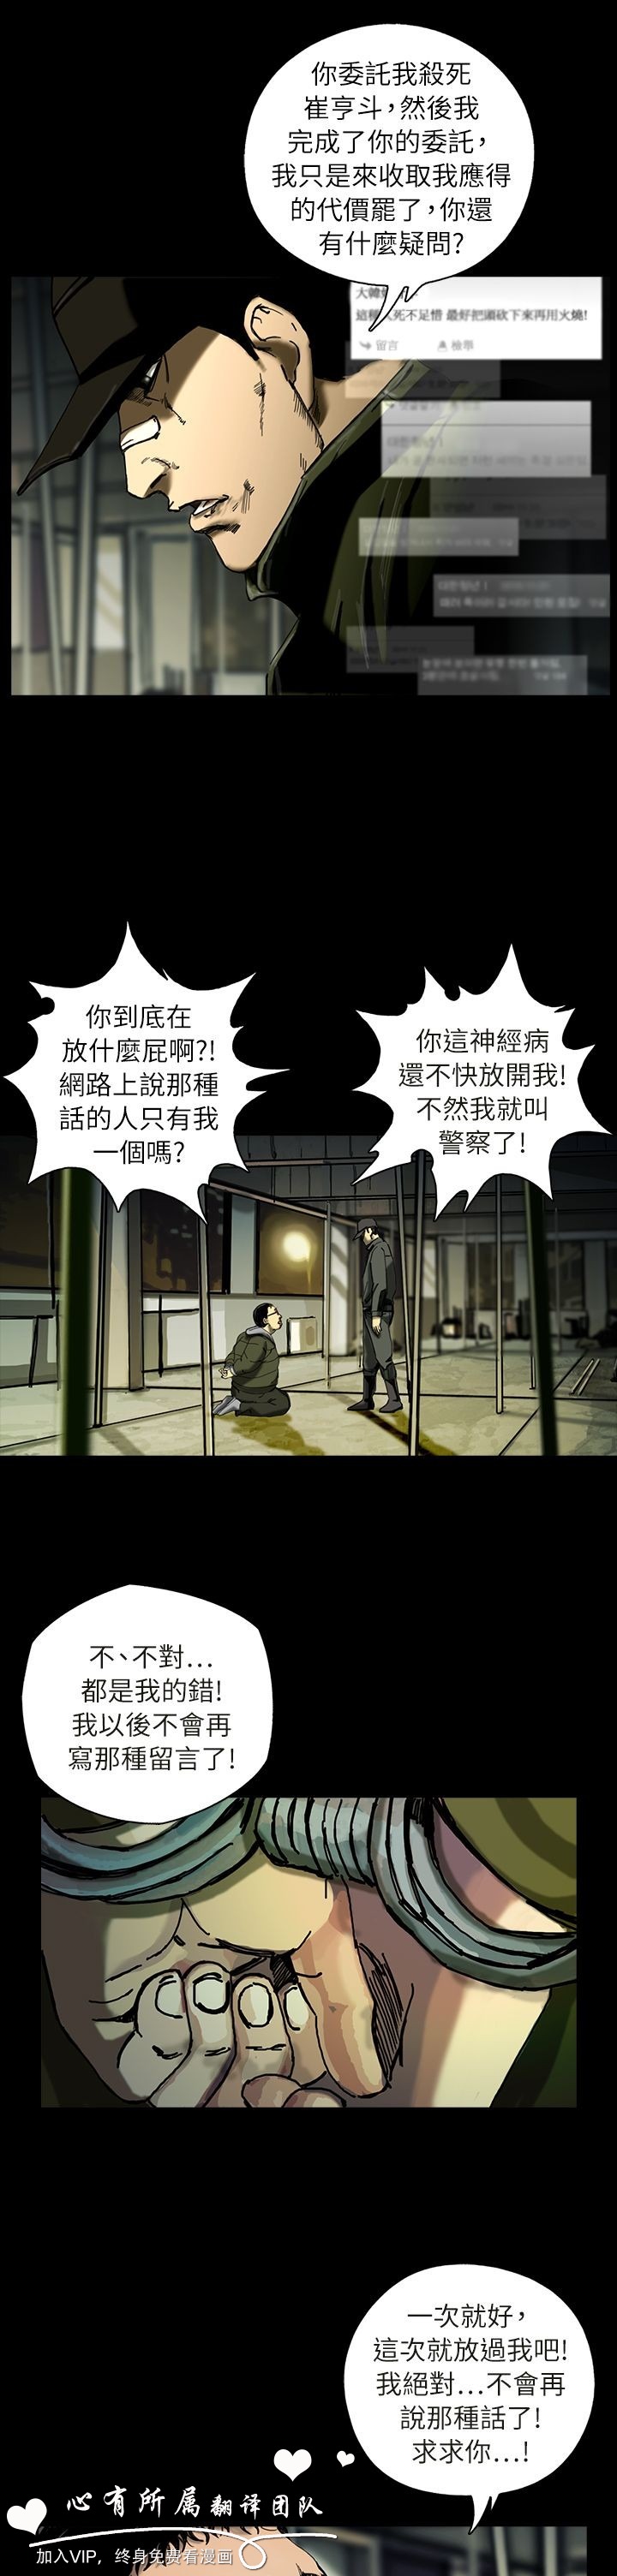 你委託我殺死
崔亨斗，然後我
完成了你的委託，
我只是來收取我應得
的代價罷了，你還
有什麼疑問？
死不足惜 最好把頭砍下來再用火燒！
留言
檢舉
你到底在
放什麼屁啊？！
網路上說那種
話的人只有我
一個嗎？
你這神經病
還不快放開我！
不然我就叫
警察了！
不、不對…
都是我的錯！
我以後不會再
寫那種留言了！
一次就好，
這次就放過我吧！
我絕對…不會再
說那種話了！
求求你…！
心有所属翻译团队
加入VIP，终身免费看漫画